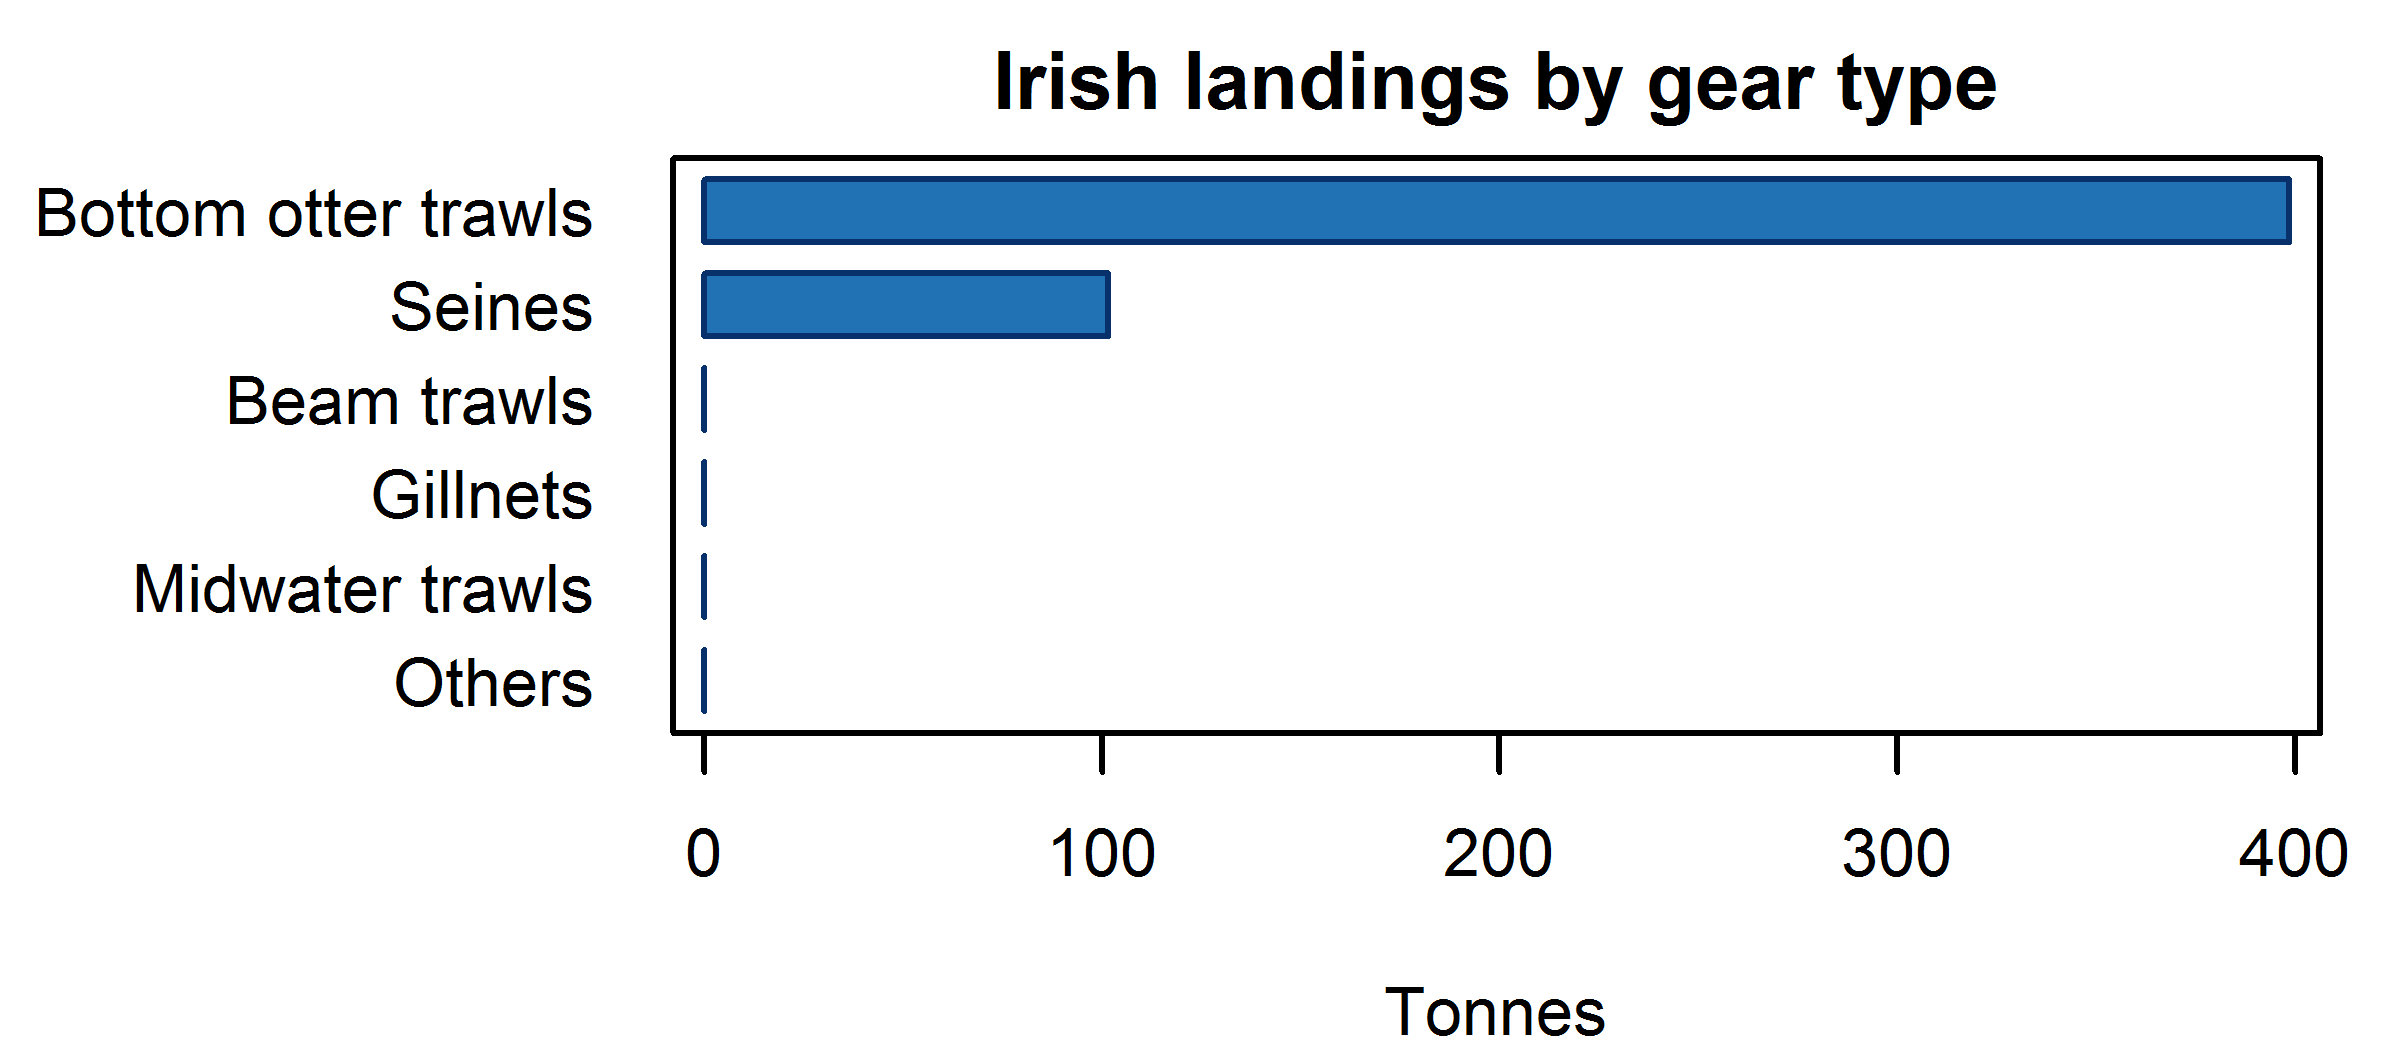 Irish landings by gear type
Bottom otter trawls
Seines
Beam trawls
Gillnets
Midwater trawls
Others
0 100 200 300 400
Tonnes